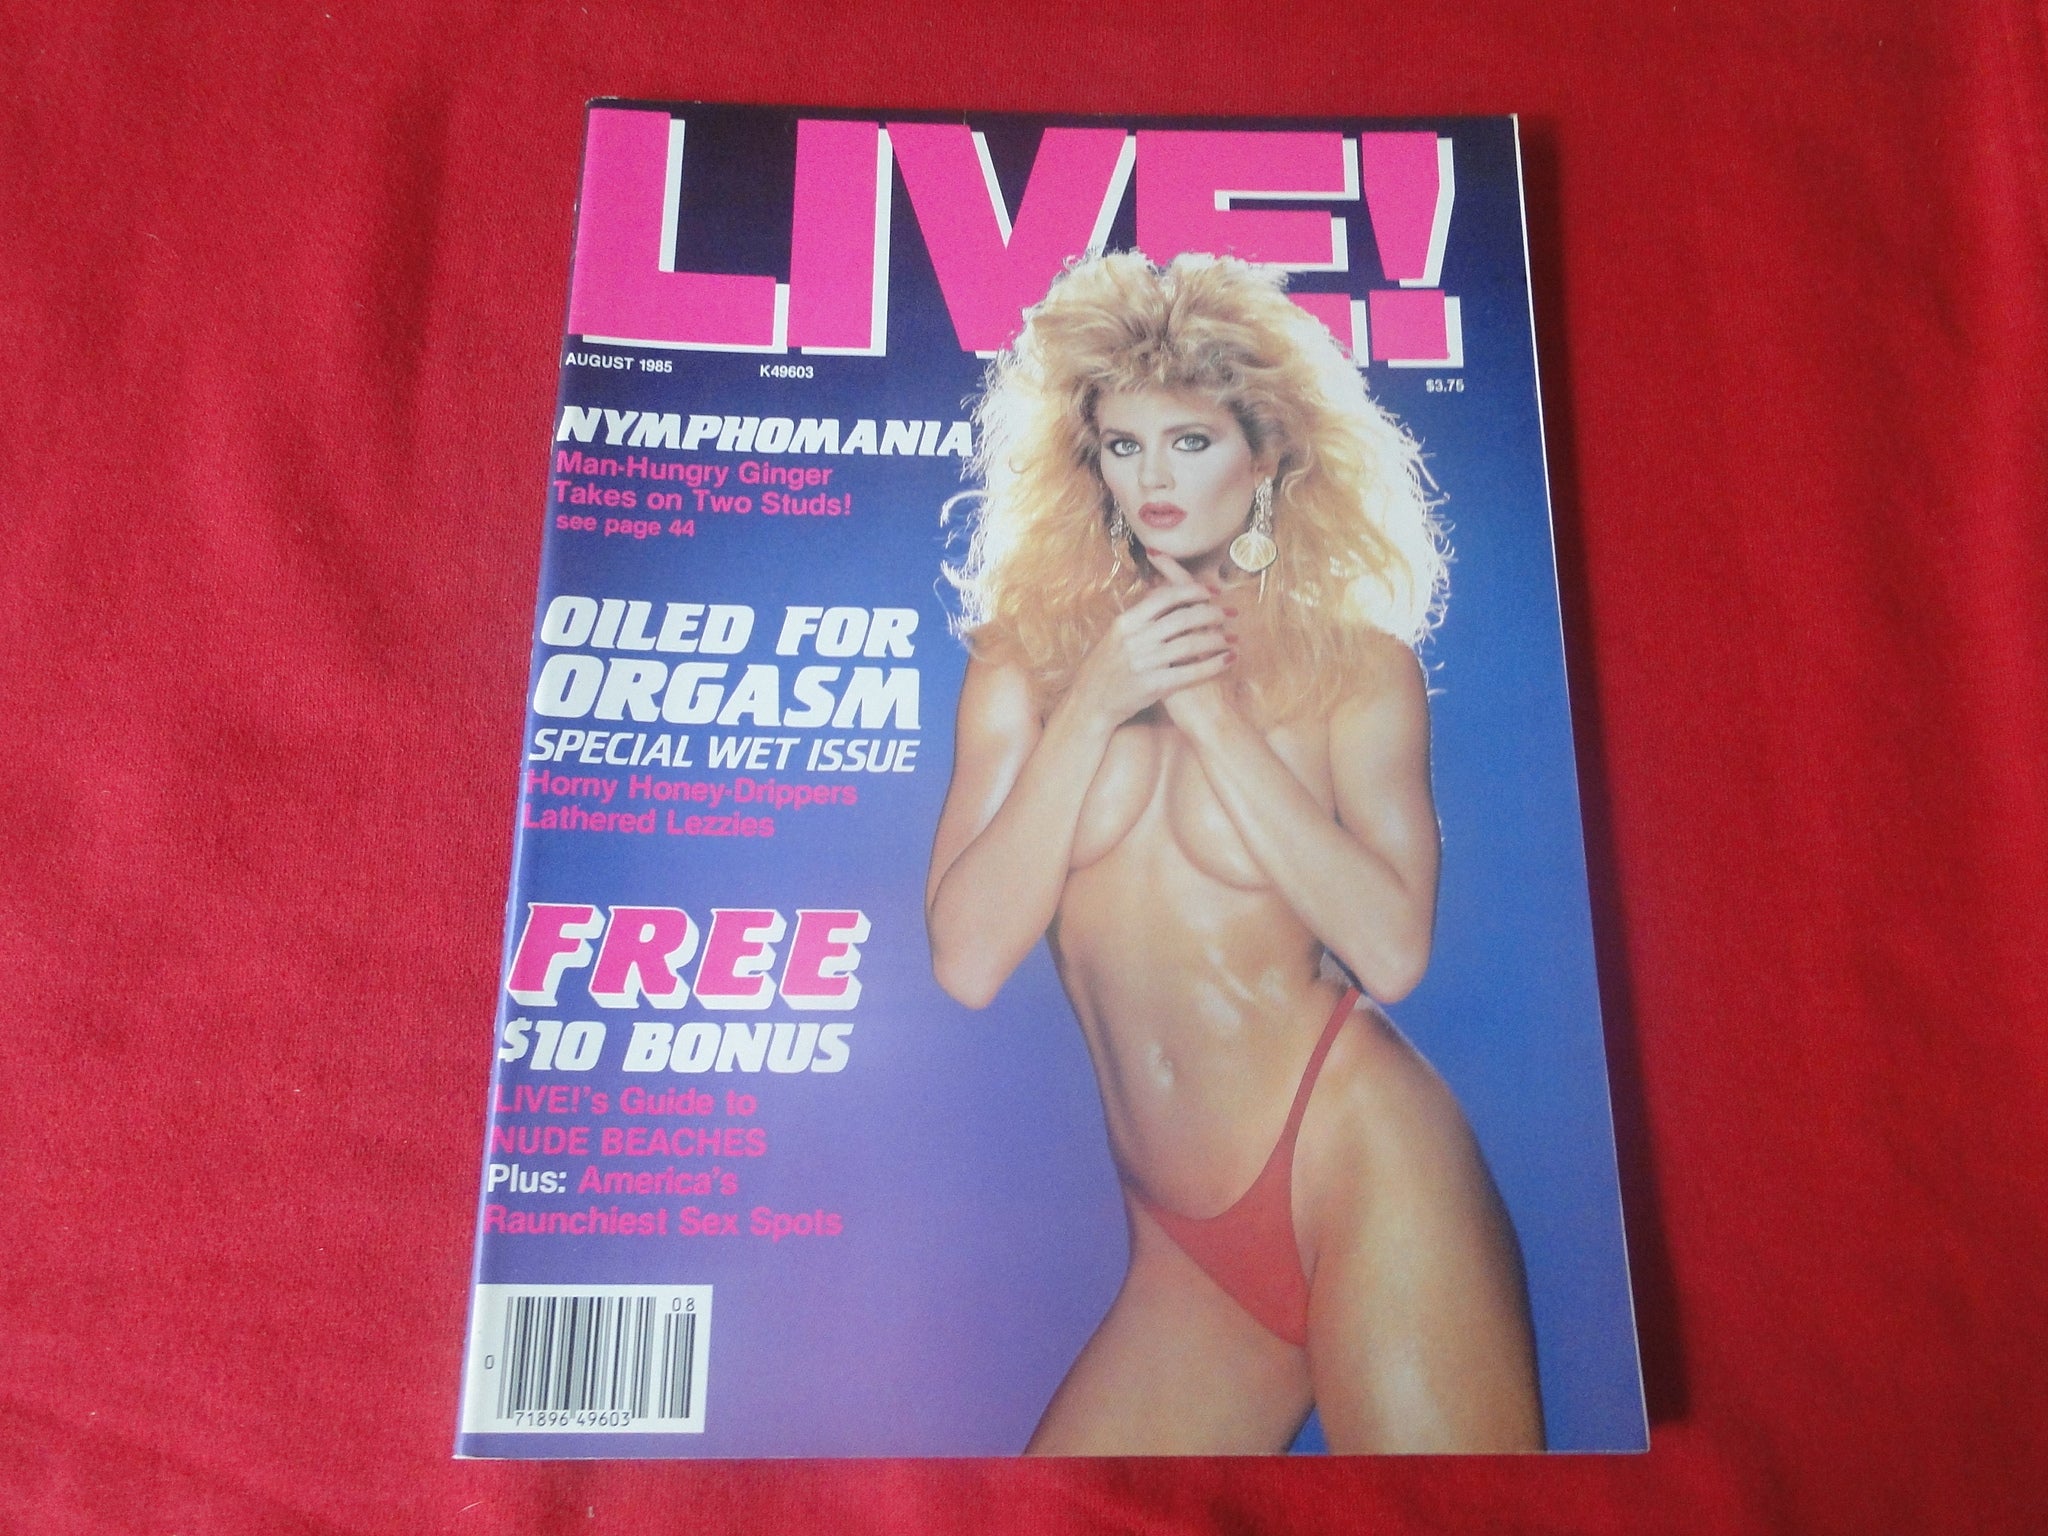 LIVE!
AUGUST 1985 K49603 $3.75
NYMPHOMANIA
Man-Hungry Ginger
Takes on Two Studs!
see page 44
OILED FOR
ORGASM
SPECIAL WET ISSUE
Horny Honey-Drippers
Lathered Lezzies
FREE
$10 BONUS
LIVE!'s Guide to
NUDE BEACHES
Plus: America's
Raunchiest Sex Spots
08
0
71896 49603